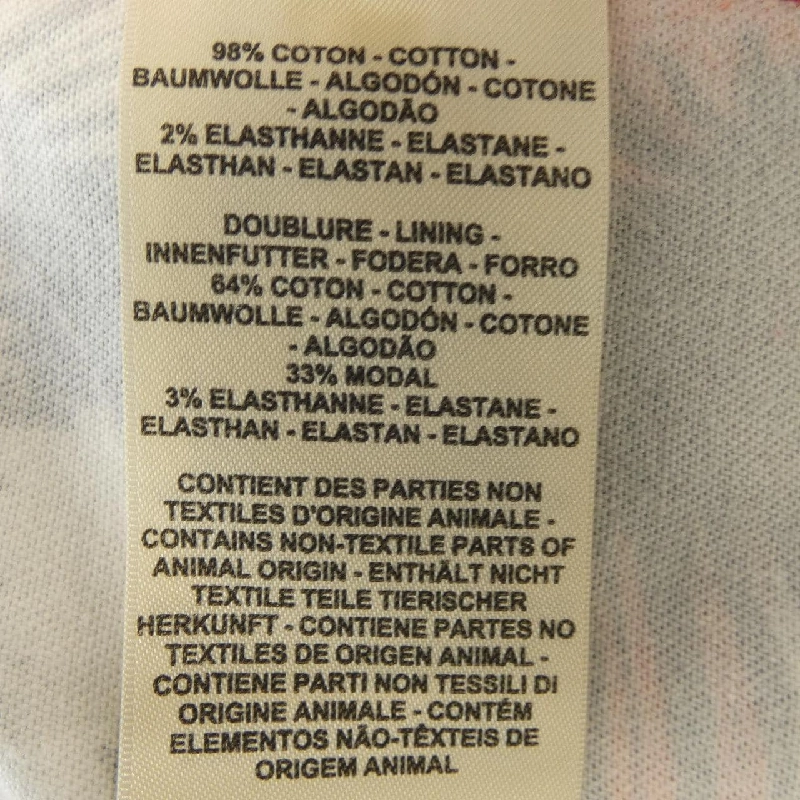 98% COTON - COTTON -
BAUMWOLLE - ALGODÓN - COTONE
- ALGODÃO
2% ELASTHANNE - ELASTANE -
ELASTHAN - ELASTAN - ELASTANO
DOUBLURE - LINING -
INNENFUTTER - FODERA - FORRO
64% COTON - COTTON -
BAUMWOLLE - ALGODÓN - COTONE
- ALGODÃO
33% MODAL
3% ELASTHANNE - ELASTANE -
ELASTHAN - ELASTAN - ELASTANO
CONTIENT DES PARTIES NON
TEXTILES D'ORIGINE ANIMALE -
CONTAINS NON-TEXTILE PARTS OF
ANIMAL ORIGIN - ENTHÄLT NICHT
TEXTILE TEILE TIERISCHER
HERKUNFT - CONTIENE PARTES NO
TEXTILES DE ORIGEN ANIMAL -
CONTIENE PARTI NON TESSILI DI
ORIGINE ANIMALE - CONTÉM
ELEMENTOS NÃO-TÊXTEIS DE
ORIGEM ANIMAL